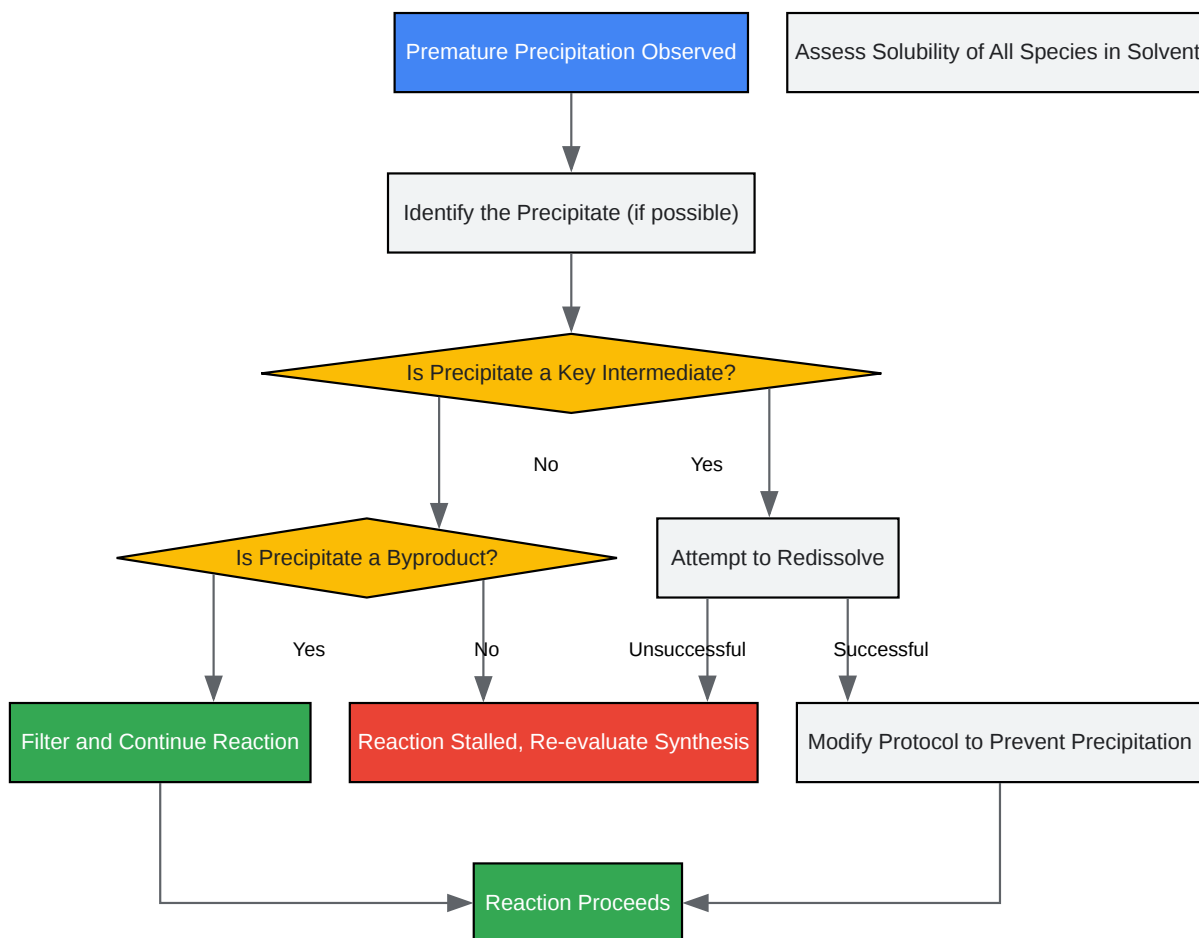 Premature Precipitation Observed
Assess Solubility of All Species in Solvent
Identify the Precipitate (if possible)
Is Precipitate a Key Intermediate?
No
Yes
Is Precipitate a Byproduct?
Attempt to Redissolve
Yes
No
Unsuccessful
Successful
Filter and Continue Reaction
Reaction Stalled, Re-evaluate Synthesis
Modify Protocol to Prevent Precipitation
Reaction Proceeds